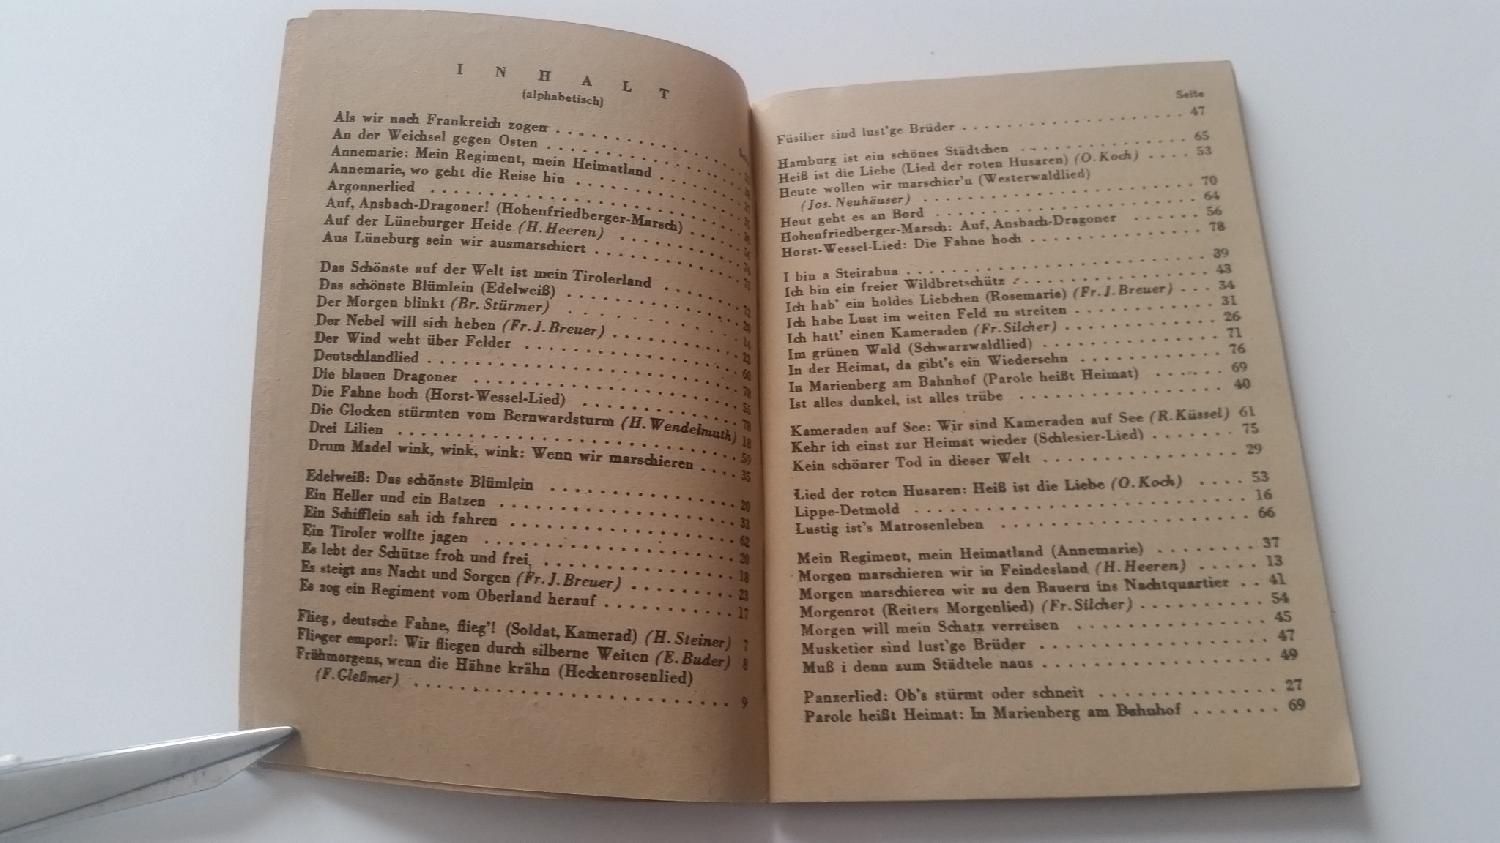 INHALT
(alphabetisch)
Als wir nach Frankreich zogen
An der Weichsel gegen Osten
Annemarie: Mein Regiment, mein Heimatland
Annemarie, wo geht die Reise hin
Argonnerlied
Auf, Ansbach-Dragoner! (Hohenfriedberger-Marsch)
Auf der Lüneburger Heide (H. Heeren)
Aus Lüneburg sein wir ausmarschiert
Das Schönste auf der Welt ist mein Tirolerland
Das schönste Blümlein (Edelweiß)
Der Morgen blinkt (Br. Stürmer)
Der Nebel will sich heben (Fr. J. Breuer)
Der Wind weht über Felder
Deutschlandlied
Die blauen Dragoner
Die Fahne hoch (Horst-Wessel-Lied)
Die Glocken stürmten vom Bernwardsturm (H. Wendelmuth) 18
Drei Lilien . . . 59
Drum Madel wink, wink, wink: Wenn wir marschieren . . . . 35
Edelweiß: Das schönste Blümlein . . . 20
Ein Heller und ein Batzen . . . 33
Ein Schifflein sah ich fahren . . . 62
Ein Tiroler wollte jagen . . . 20
Es lebt der Schütze froh und frei, . . . 18
Es steigt aus Nacht und Sorgen (Fr. J. Breuer) . . . 23
Es zog ein Regiment vom Oberland herauf . . . 17
Flieg, deutsche Fahne, flieg'! (Soldat, Kamerad) (H. Steiner) 7
Flieger empor!: Wir fliegen durch silberne Weiten (E. Buder) 8
Frühmorgens, wenn die Hähne krähn (Heckenrosenlied)
(F. Gleßmer) . . . 9
Seite
Füsilier sind lust'ge Brüder . . . 47
Hamburg ist ein schönes Städtchen . . . 65
Heiß ist die Liebe (Lied der roten Husaren) (O. Koch) . . . . 53
Heute wollen wir marschier'n (Westerwaldlied)
(Jos. Neuhäuser) . . . 70
Heut geht es an Bord . . . 64
Hohenfriedberger-Marsch: Auf, Ansbach-Dragoner . . . 56
Horst-Wessel-Lied: Die Fahne hoch . . . 78
I bin a Steirabua . . . 39
Ich bin ein freier Wildbretschütz . . . 43
Ich hab' ein holdes Liebchen (Rosemarie) (Fr. J. Breuer) . . . 34
Ich habe Lust im weiten Feld zu streiten . . . 31
Ich hatt' einen Kameraden (Fr. Silcher) . . . 26
Im grünen Wald (Schwarzwaldlied) . . . 71
In der Heimat, da gibt's ein Wiedersehn . . . 76
In Marienberg am Bahnhof (Parole heißt Heimat) . . . 69
Ist alles dunkel, ist alles trübe . . . 40
Kameraden auf See: Wir sind Kameraden auf See (R. Küssel) 61
Kehr ich einst zur Heimat wieder (Schlesier-Lied) . . . 75
Kein schönrer Tod in dieser Welt . . . 29
Lied der roten Husaren: Heiß ist die Liebe (O. Koch) . . . . 53
Lippe-Detmold . . . 16
Lustig ist's Matrosenleben . . . 66
Mein Regiment, mein Heimatland (Annemarie) . . . 37
Morgen marschieren wir in Feindesland (H. Heeren) . . . 13
Morgen marschieren wir zu den Bauern ins Nachtquartier . . 41
Morgenrot (Reiters Morgenlied) (Fr. Silcher) . . . 54
Morgen will mein Schatz verreisen . . . 45
Musketier sind lust'ge Brüder . . . 47
Muß i denn zum Städtele naus . . . 49
Panzerlied: Ob's stürmt oder schneit . . . 27
Parole heißt Heimat: In Marienberg am Bahnhof . . . 69